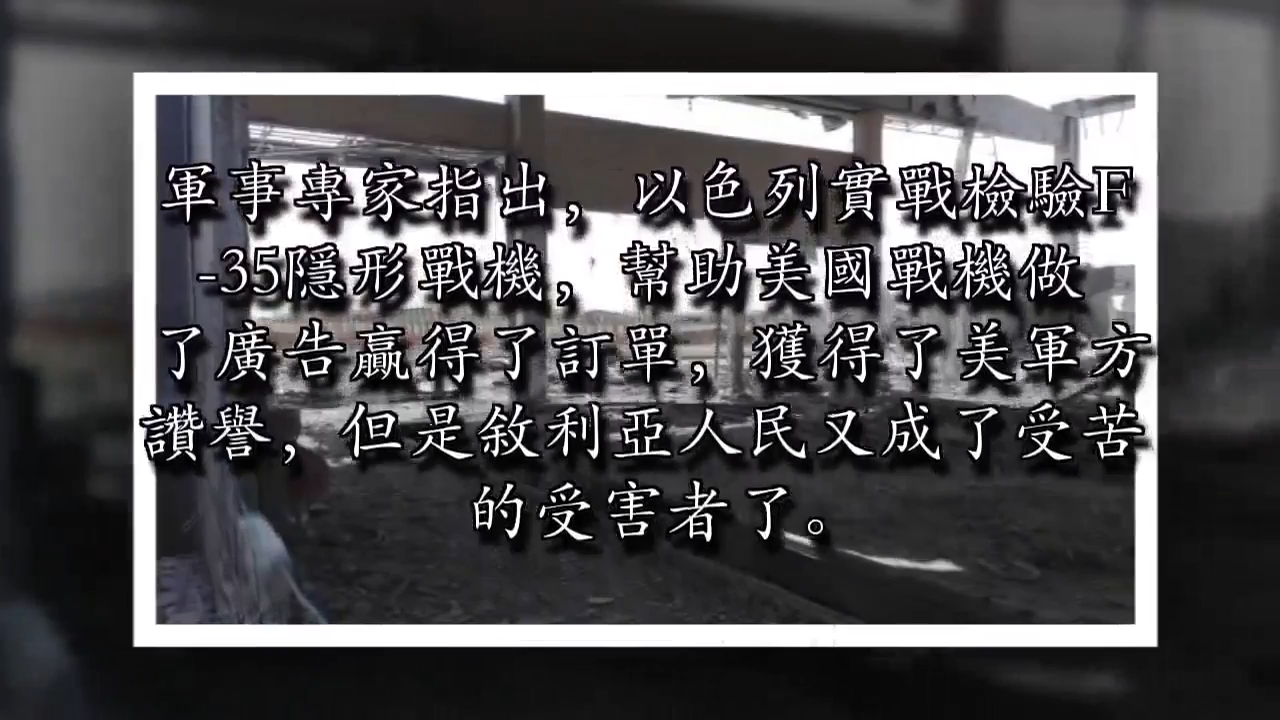 軍事專家指出，以色列實戰檢驗F
-35隱形戰機，幫助美國戰機做
了廣告贏得了訂單，獲得了美軍方
讚譽，但是敘利亞人民又成了受苦
的受害者了。